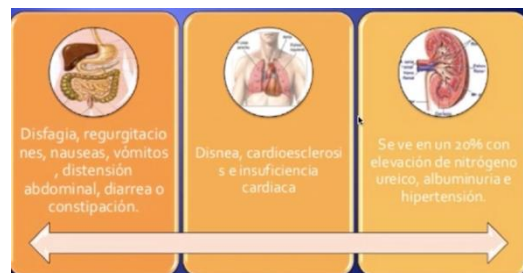 Disfagia, regurgitacio
nes, nauseas, vómitos
, distensión
abdominal, diarrea o
constipación.
Disnea, cardioesclerosi
s e insuficiencia
cardiaca
Se ve en un 20% con
elevación de nitrógeno
ureico, albuminuria e
hipertensión.